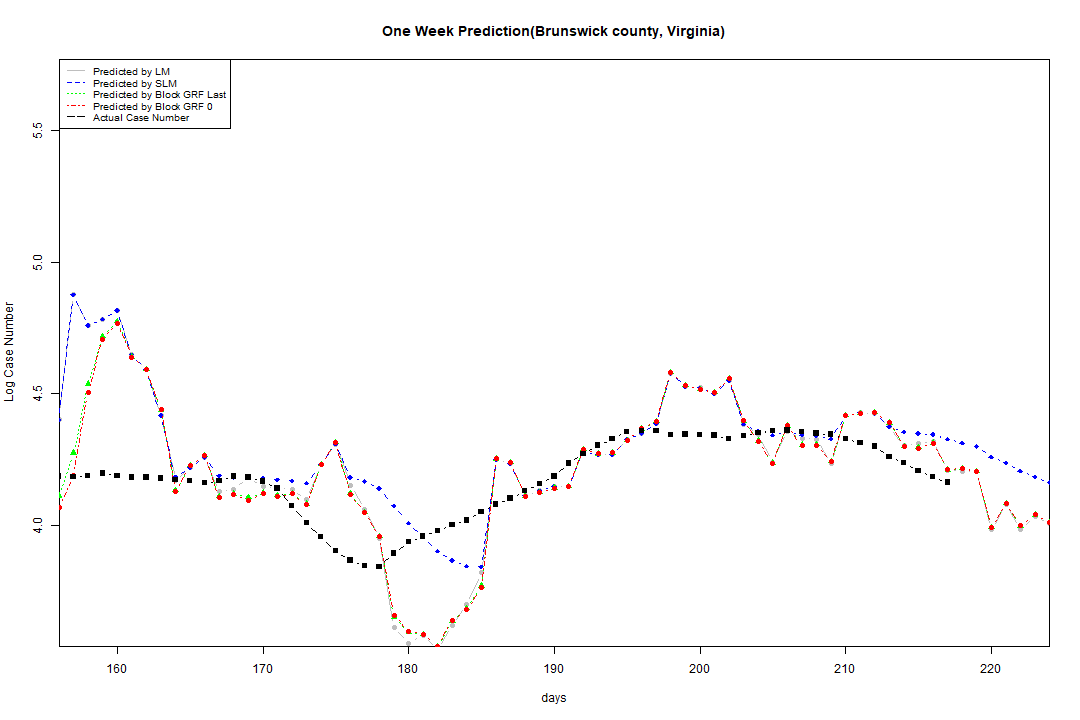 One Week Prediction(Brunswick county, Virginia)
Predicted by LM
Predicted by SLM
Predicted by Block GRF Last
Predicted by Block GRF 0
Actual Case Number
5.5
5.0
4.5
4.0
Log Case Number
160 170 180 190 200 210 220
days